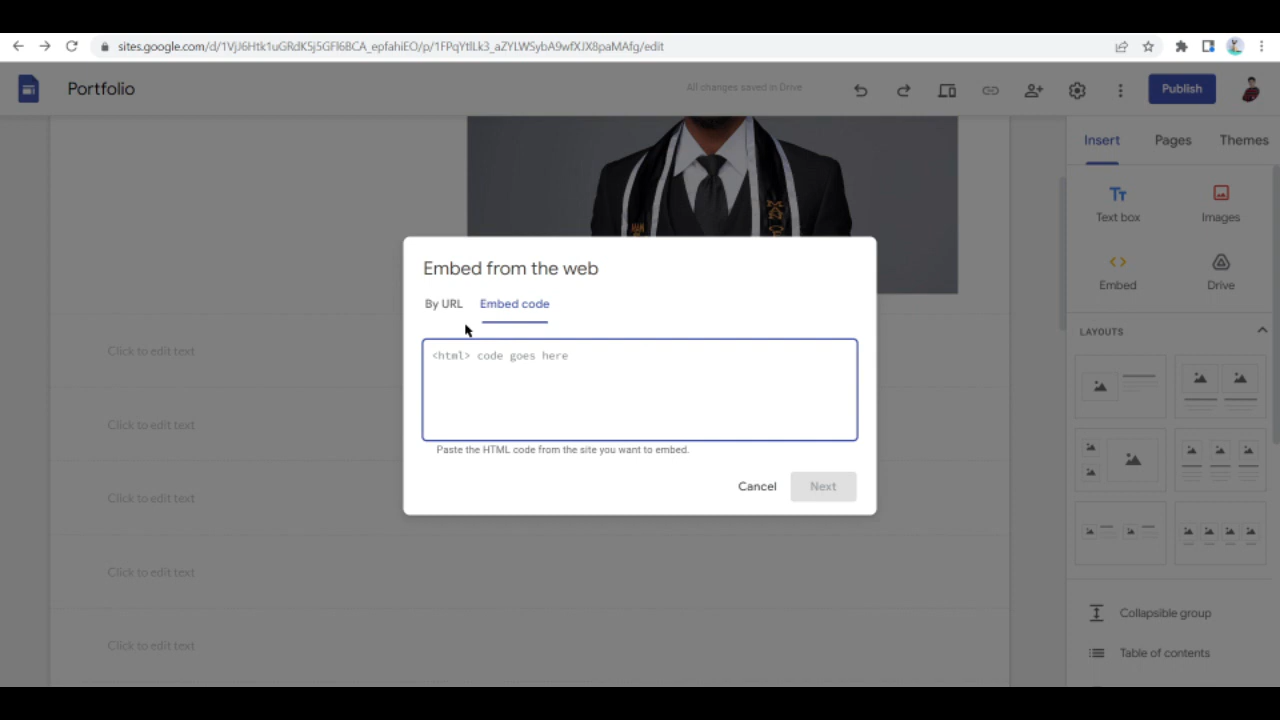 sites.google.com/d/1VjJ6Htk1uGRdK5j5GFl6BCA_epfahiEO/p/1FPqYtlLk3_aZYLWSybA9wfXJX8paMAfg/edit
Portfolio
All changes saved in Drive
Publish
Insert Pages Themes
Text box Images
Embed Drive
LAYOUTS
Embed from the web
By URL Embed code
<html> code goes here
Paste the HTML code from the site you want to embed.
Cancel Next
Click to edit text
Click to edit text
Click to edit text
Click to edit text
Click to edit text
Collapsible group
Table of contents